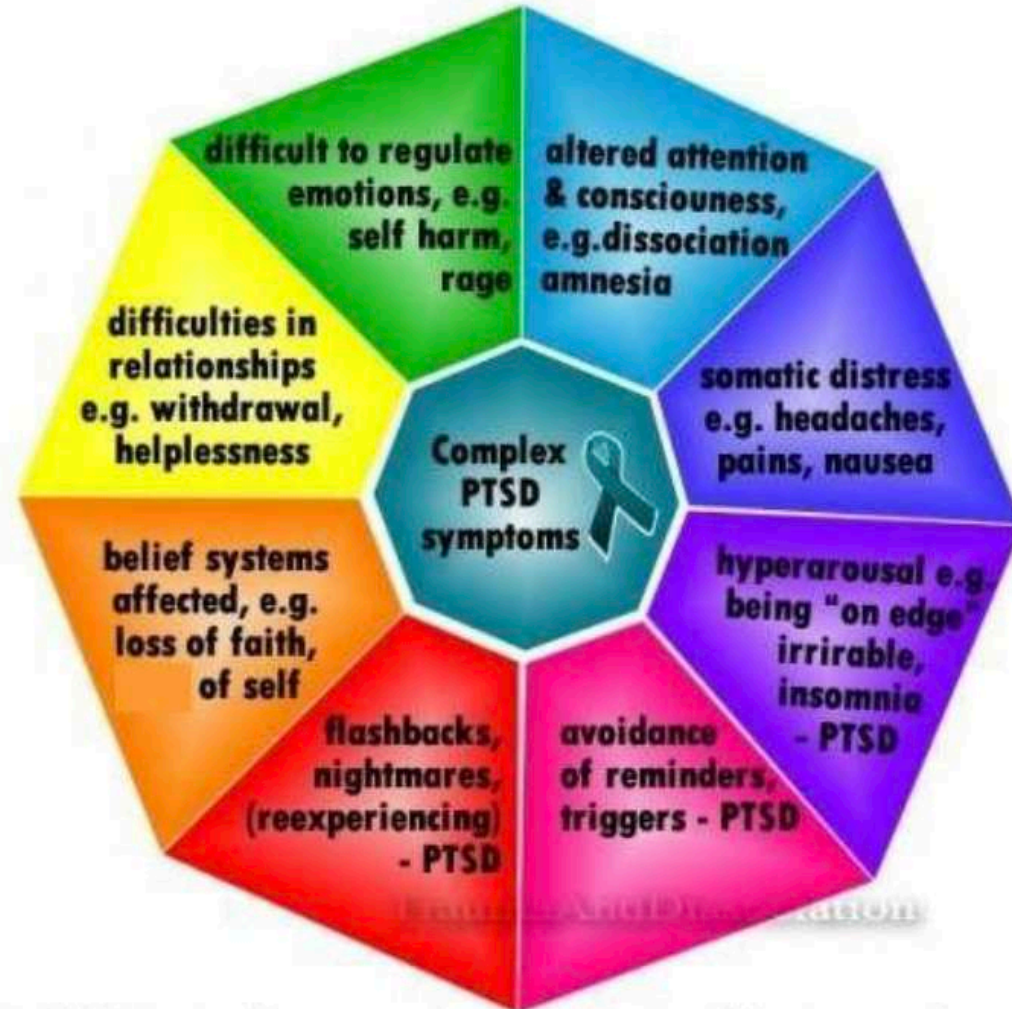 Complex
PTSD
symptoms
altered attention
& consciouness,
e.g.dissociation
amnesia
somatic distress
e.g. headaches,
pains, nausea
hyperarousal e.g.
being "on edge"
irrirable,
insomnia
- PTSD
avoidance
of reminders,
triggers - PTSD
flashbacks,
nightmares,
(reexperiencing)
- PTSD
belief systems
affected, e.g.
loss of faith,
of self
difficulties in
relationships
e.g. withdrawal,
helplessness
difficult to regulate
emotions, e.g.
self harm,
rage